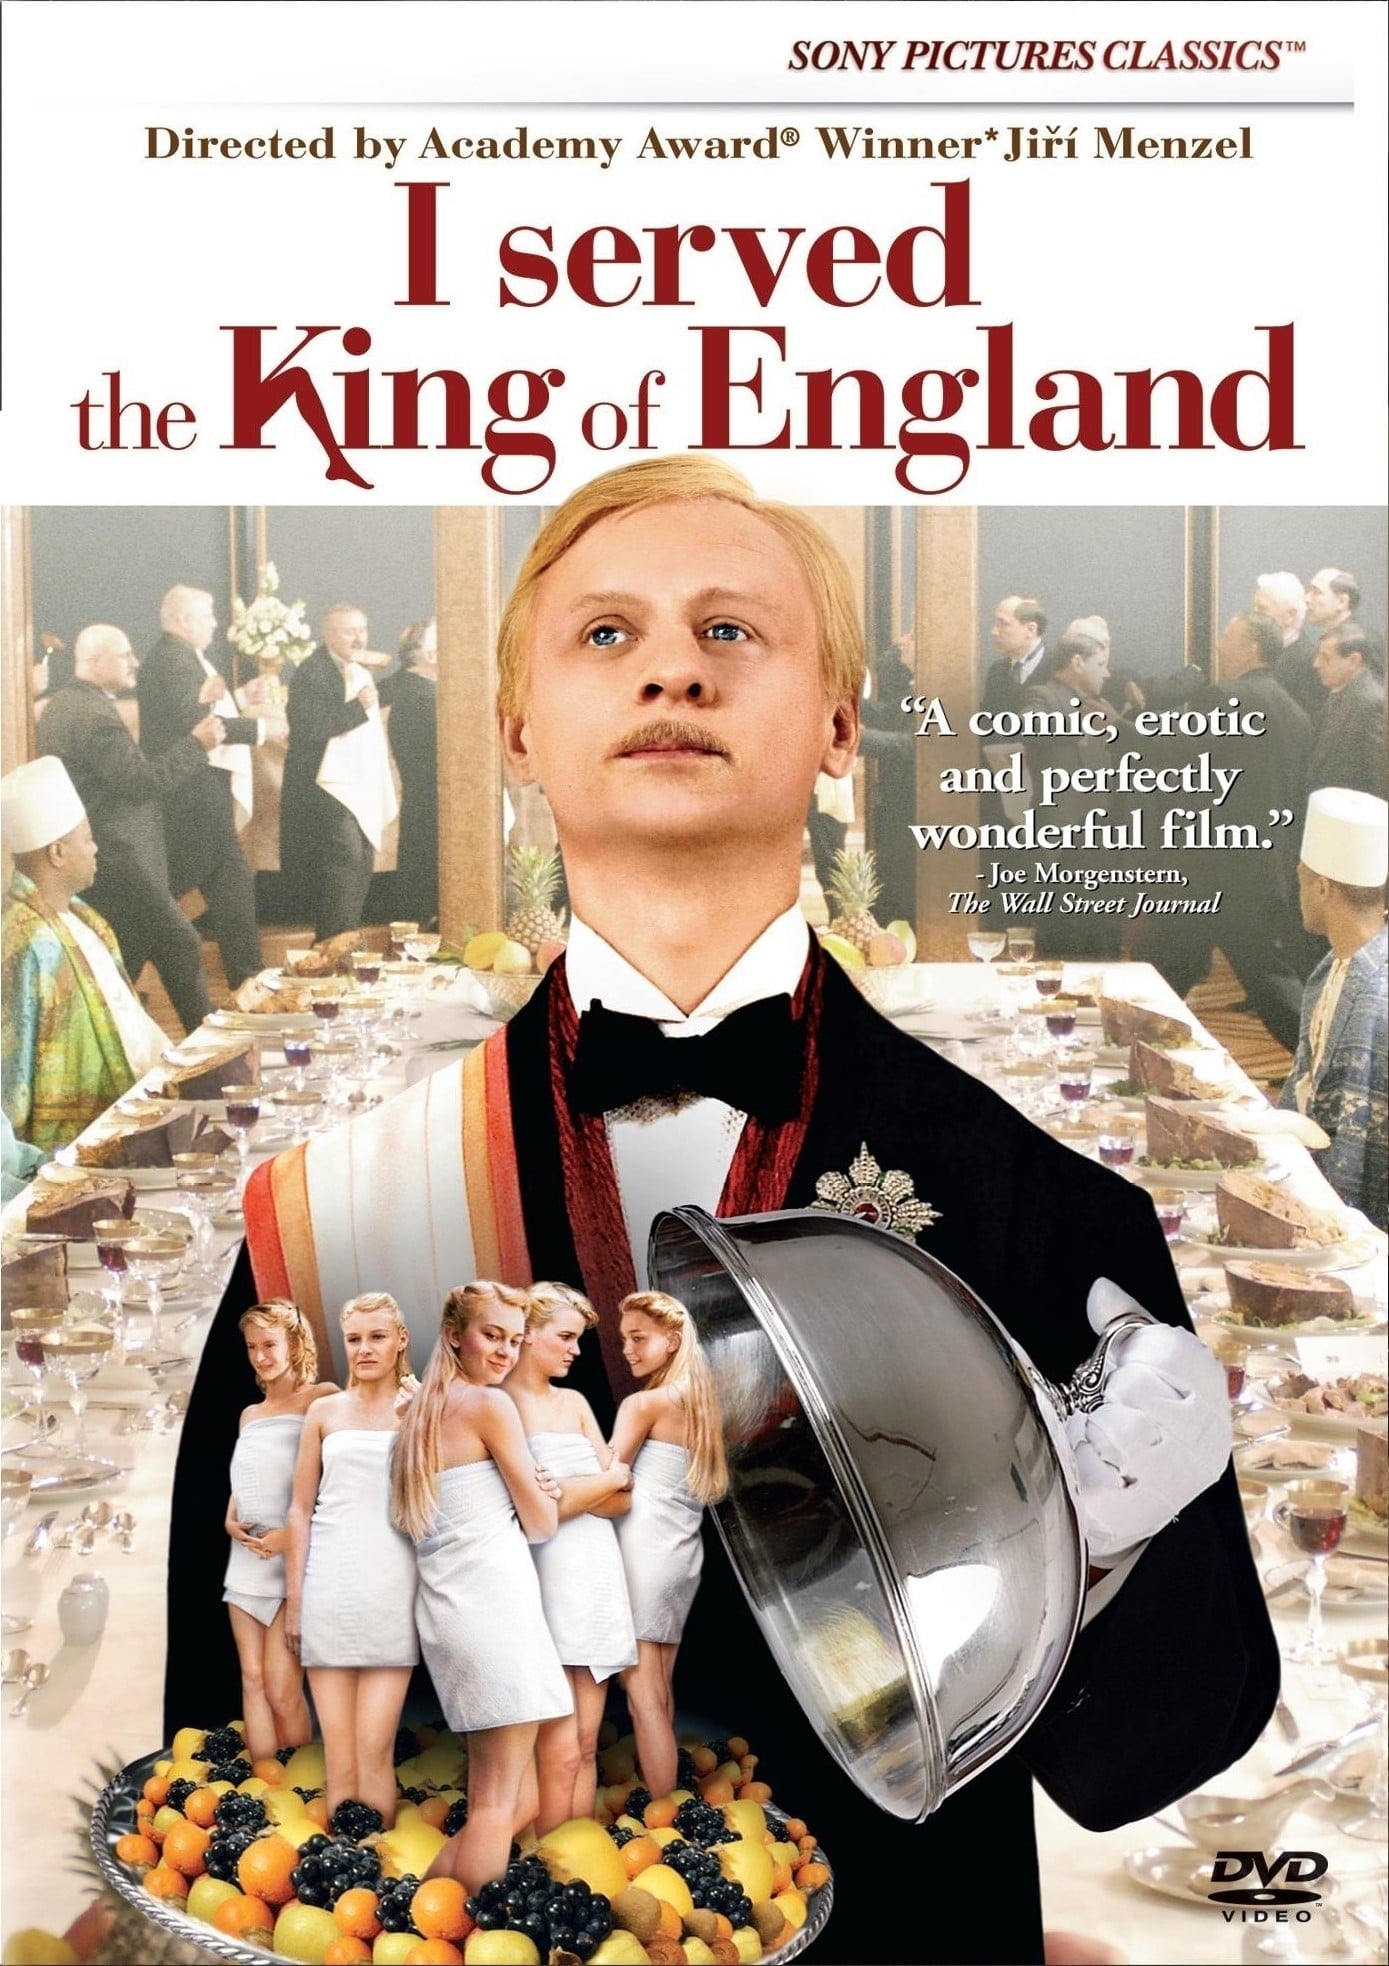 SONY PICTURES CLASSICS™
Directed by Academy Award® Winner* Jiří Menzel
I served
the King of England
“A comic, erotic
and perfectly
wonderful film.”
- Joe Morgenstern,
The Wall Street Journal
DVD
VIDEO™